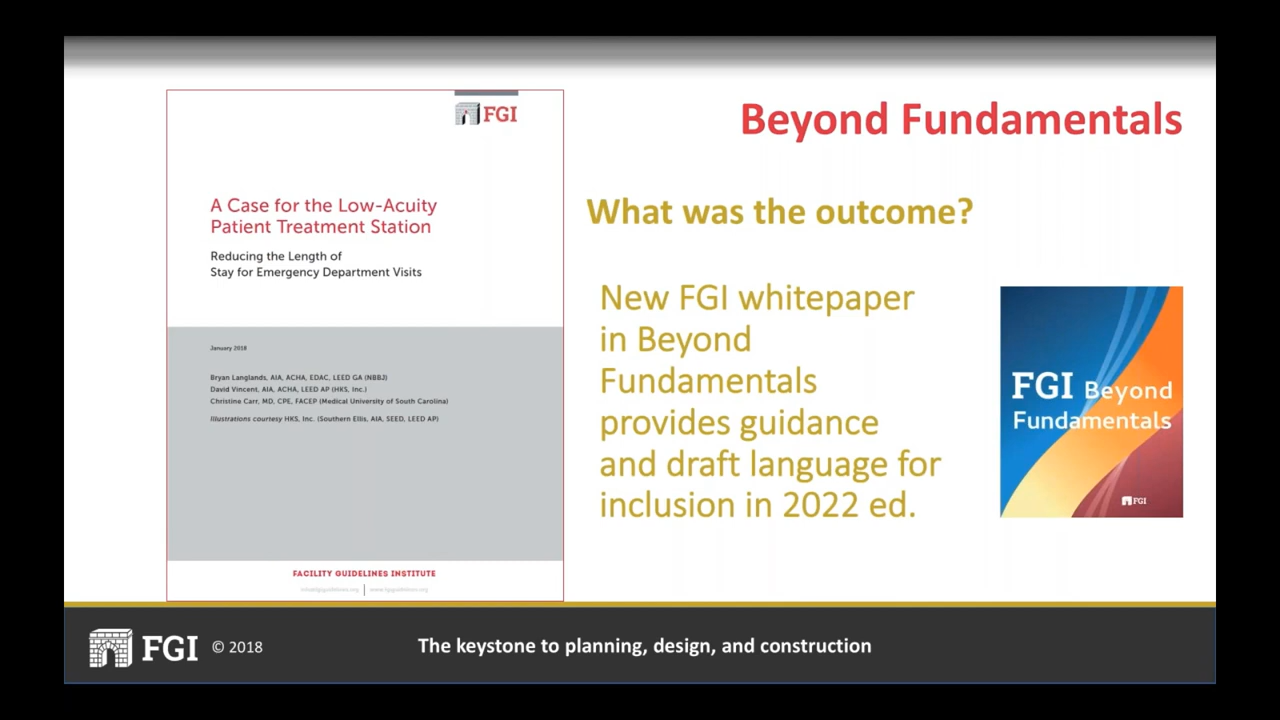 FGI
A Case for the Low-Acuity
Patient Treatment Station
Reducing the Length of
Stay for Emergency Department Visits
January 2018
Bryan Langlands, AIA, ACHA, EDAC, LEED GA (NBBJ)
David Vincent, AIA, ACHA, LEED AP (HKS, Inc.)
Christine Carr, MD, CPE, FACEP (Medical University of South Carolina)
Illustrations courtesy HKS, Inc. (Southern Ellis, AIA, SEED, LEED AP)
FACILITY GUIDELINES INSTITUTE
Beyond Fundamentals
What was the outcome?
New FGI whitepaper
in Beyond
Fundamentals
provides guidance
and draft language for
inclusion in 2022 ed.
FGI Beyond
Fundamentals
FGI
FGI © 2018
The keystone to planning, design, and construction